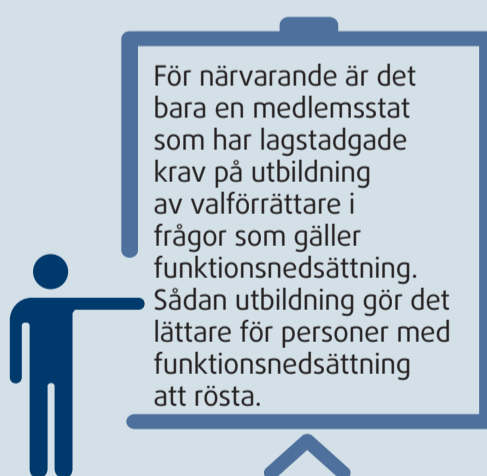 För närvarande är det
bara en medlemsstat
som har lagstadgade
krav på utbildning
av valförrättare i
frågor som gäller
funktionsnedsättning.
Sådan utbildning gör det
lättare för personer med
funktionsnedsättning
att rösta.